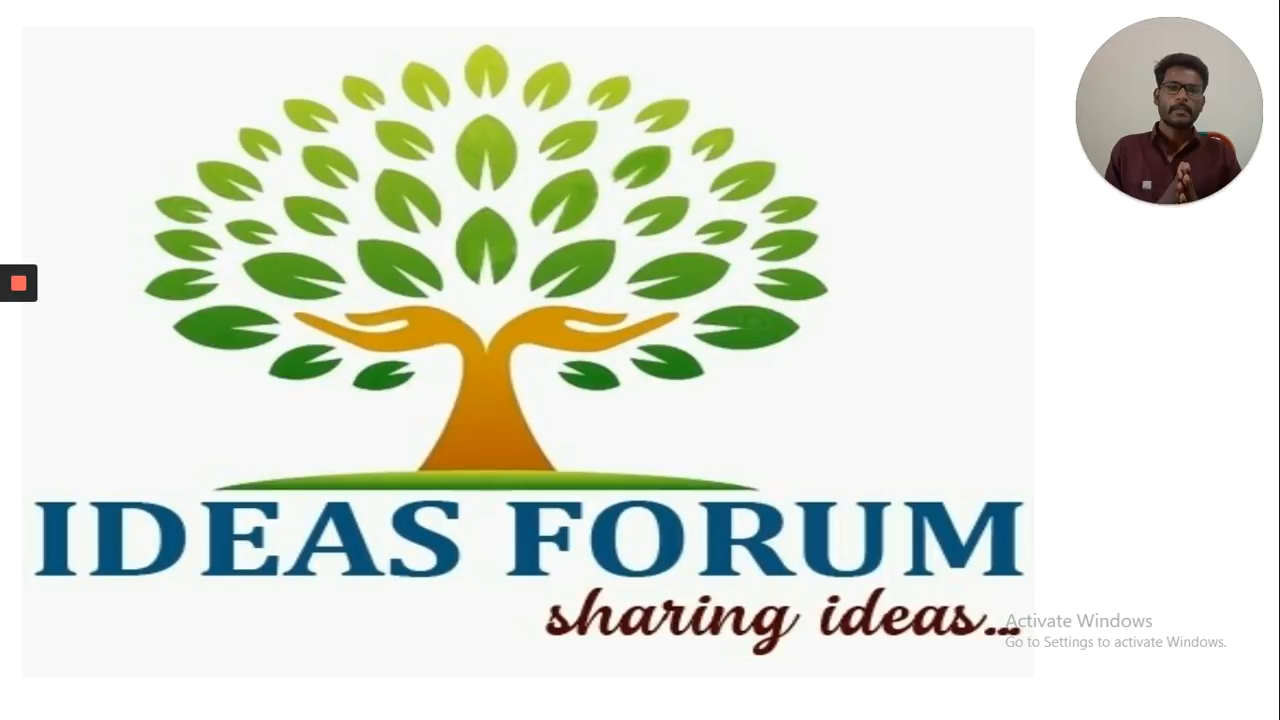 IDEAS FORUM
sharing ideas...
Activate Windows
Go to Settings to activate Windows.